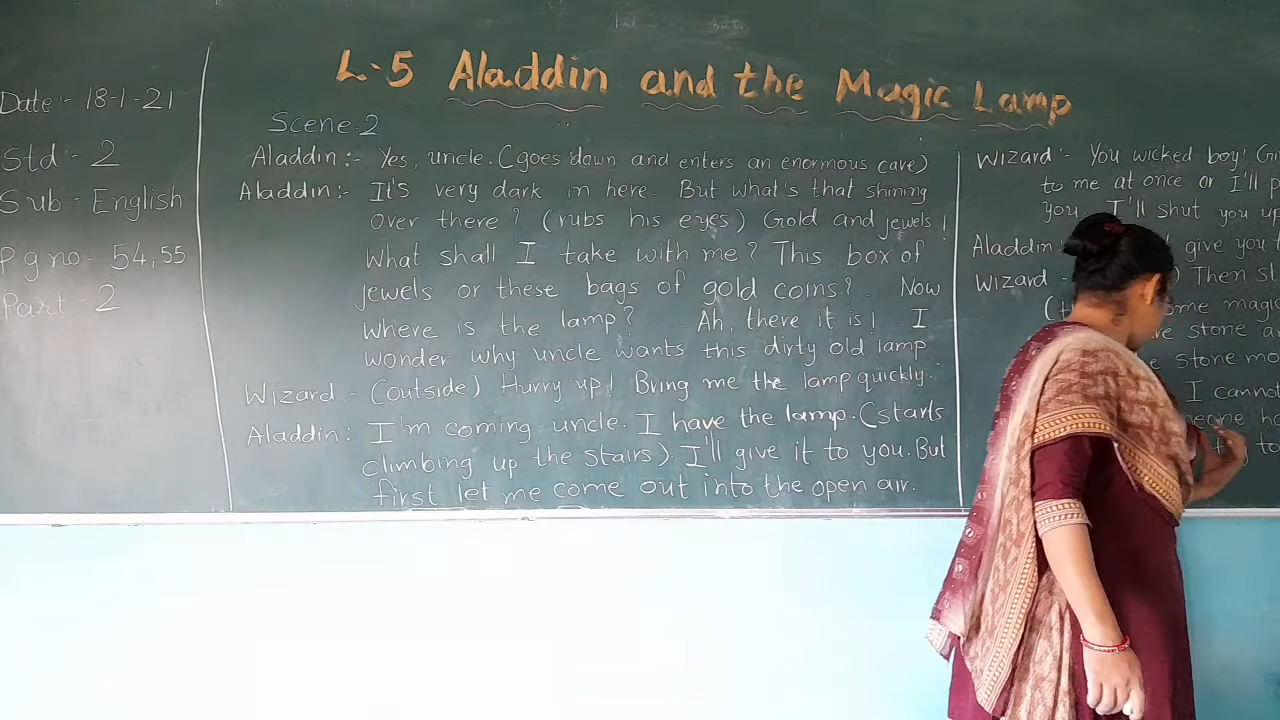 L-5 Aladdin and the Magic Lamp
Date:- 18-1-21
Std - 2
Sub - English
Pg no - 54, 55
Part - 2
Scene-2
Aladdin:- Yes, uncle. (goes down and enters an enormous cave)
Aladdin:- It's very dark in here. But what's that shining
over there? (rubs his eyes) Gold and jewels!
What shall I take with me? This box of
jewels or these bags of gold coins?.. Now
where is the lamp? .. Ah, there it is!.. I
wonder why uncle wants this dirty old lamp
Wizard - (outside) Hurry up! Bring me the lamp quickly.
Aladdin: I'm coming uncle. I have the lamp. (starts
climbing up the stairs) I'll give it to you. But
first let me come out into the open air.
Wizard:- You wicked boy!
to me at once or I'll
you. I'll shut you up
Aladdin give you
Wizard:- ) Then
magic
stone
stone
I cannot
to